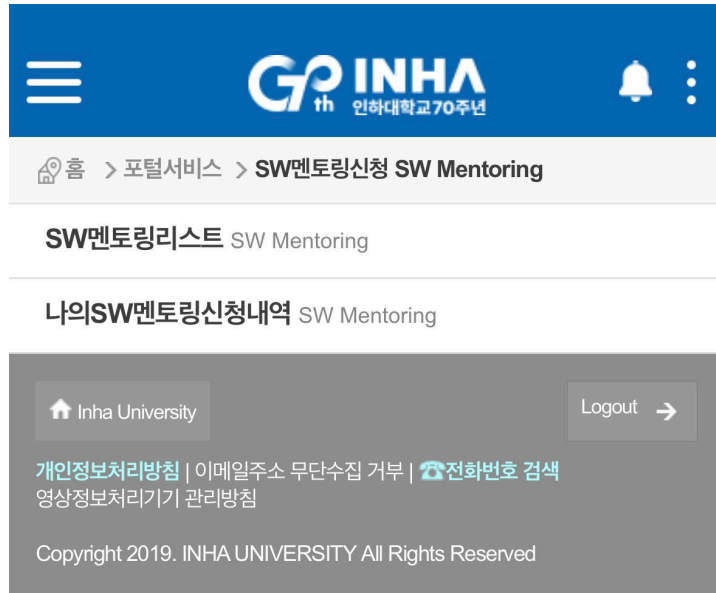 70th INHA
인하대학교70주년
홈 > 포털서비스 > SW멘토링신청 SW Mentoring
SW멘토링리스트 SW Mentoring
나의SW멘토링신청내역 SW Mentoring
Inha University
Logout →
개인정보처리방침 | 이메일주소 무단수집 거부 | ☎전화번호 검색
영상정보처리기기 관리방침
Copyright 2019. INHA UNIVERSITY All Rights Reserved